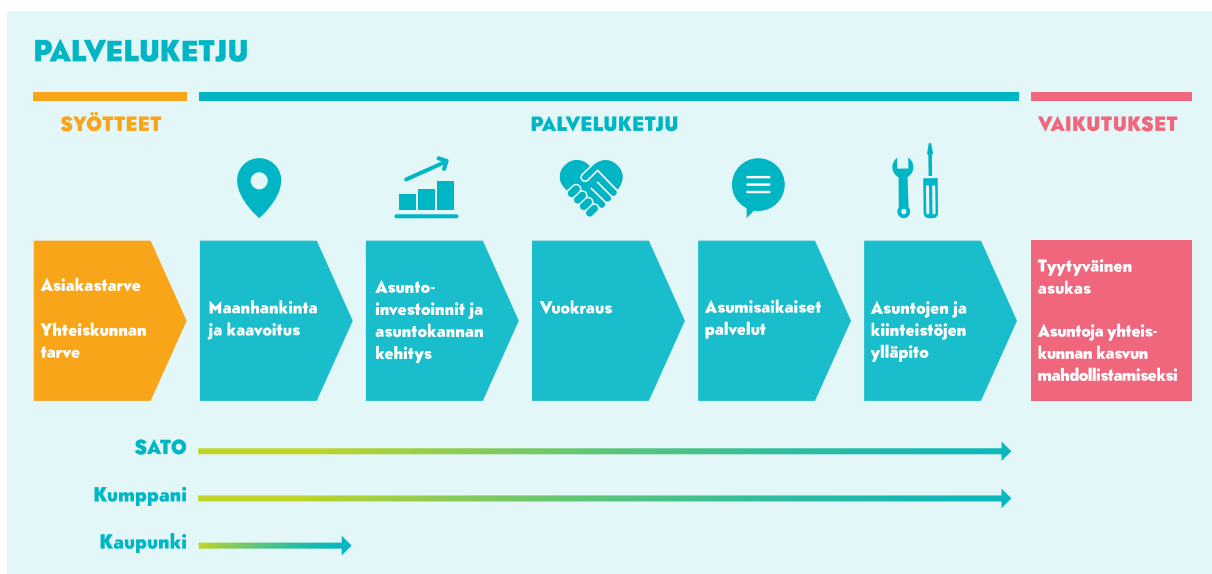 PALVELUKETJU
SYÖTTEET
PALVELUKETJU
VAIKUTUKSET
Asiakastarve
Yhteiskunnan
tarve
Maanhankinta
ja kaavoitus
Asunto-
investoinnit ja
asuntokannan
kehitys
Vuokraus
Asumisaikaiset
palvelut
Asuntojen ja
kiinteistöjen
ylläpito
Tyytyväinen
asukas
Asuntoja yhteis-
kunnan kasvun
mahdollistamiseksi
SATO
Kumppani
Kaupunki